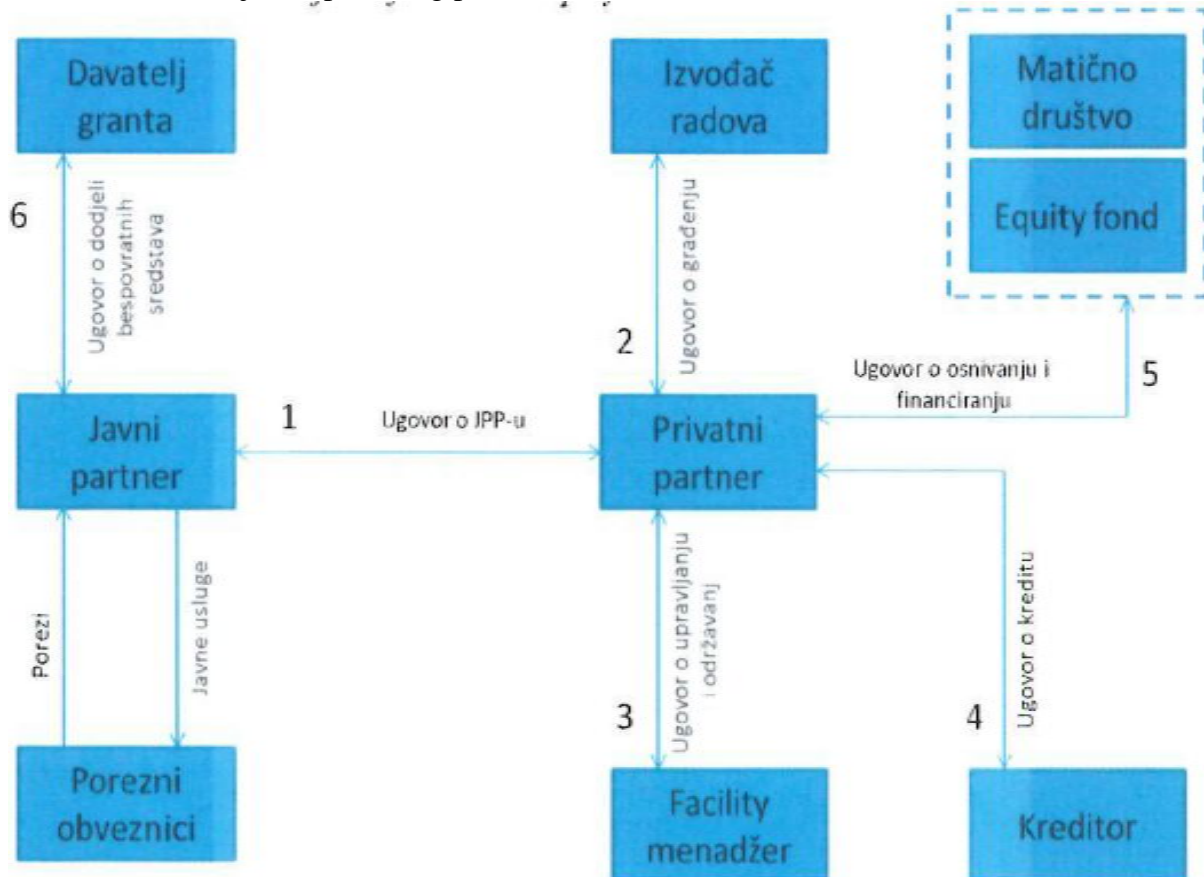 Davatelj
granta
Izvođač
radova
Matično
društvo
Equity fond
6
Ugovor o dodjeli
bespovratnih
sredstava
2
Ugovor o građenju
Ugovor o osnivanju i
financiranju
5
Javni
partner
1
Ugovor o JPP-u
Privatni
partner
Porezi
Javne usluge
3
Ugovor o upravljanju
i održavanj
4
Ugovor o kreditu
Porezni
obveznici
Facility
menadžer
Kreditor